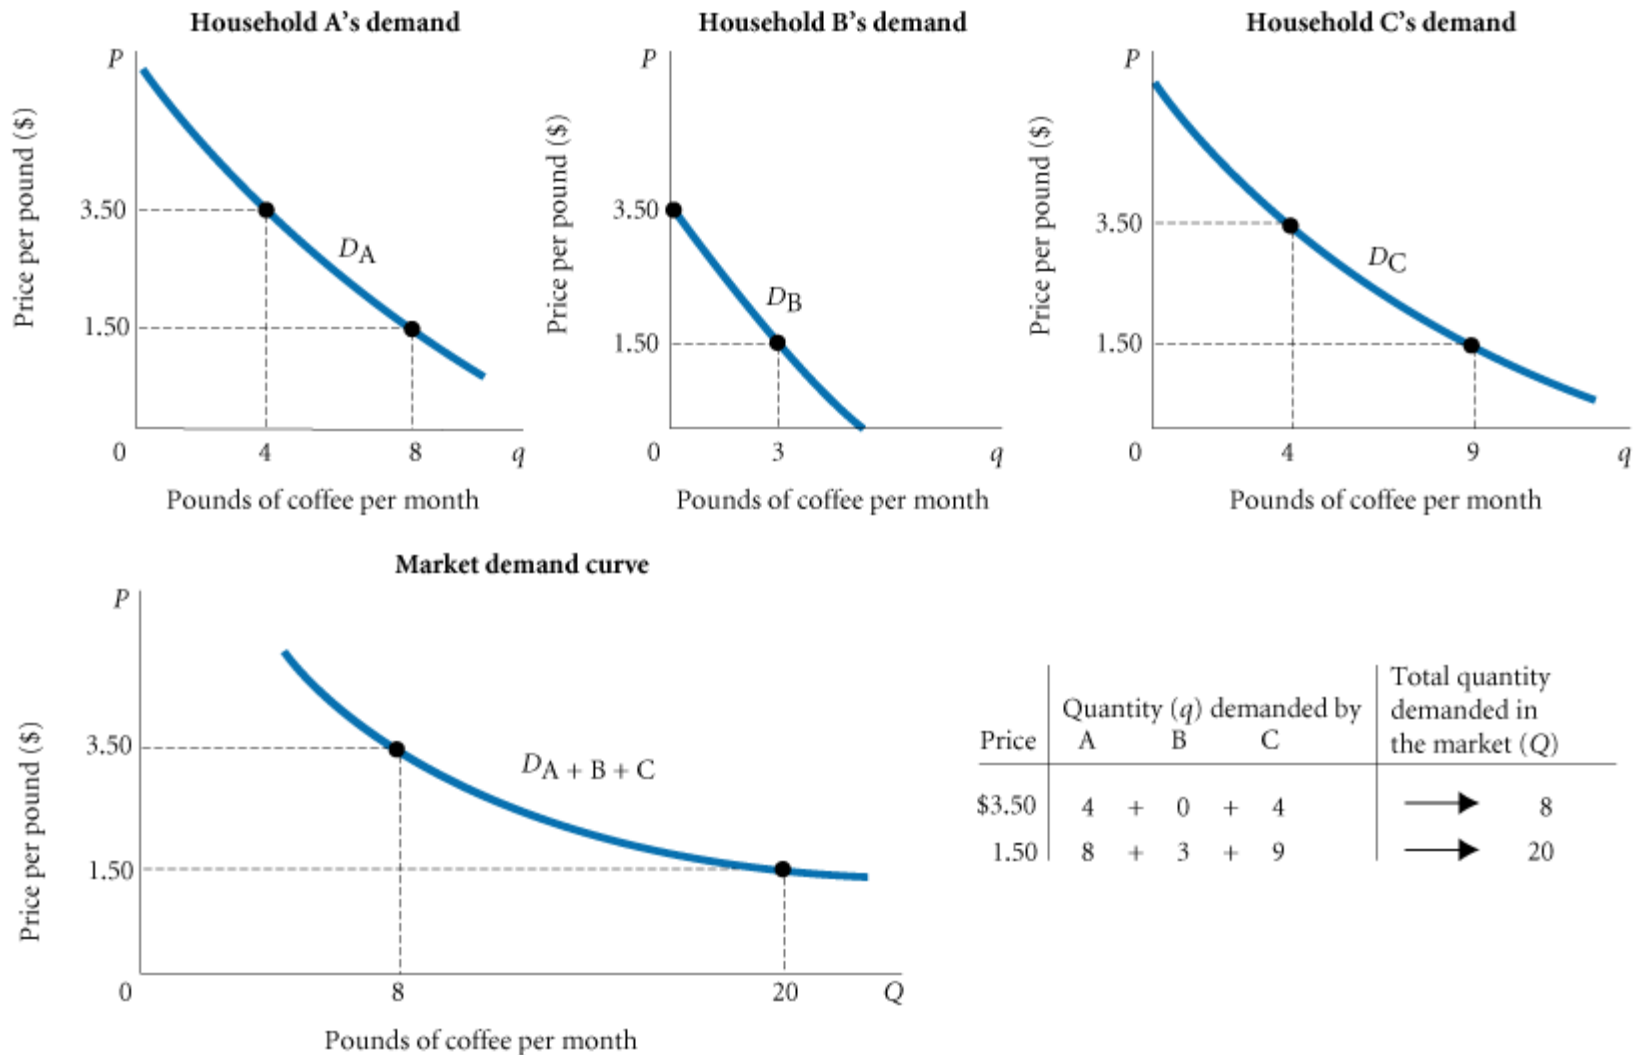 Household A’s demand
P
Price per pound ($)
3.50
1.50
DA
0 4 8 q
Pounds of coffee per month
Household B’s demand
P
Price per pound ($)
3.50
1.50
DB
0 3 q
Pounds of coffee per month
Household C’s demand
P
Price per pound ($)
3.50
1.50
DC
0 4 9 q
Pounds of coffee per month
Market demand curve
P
Price per pound ($)
3.50
1.50
DA + B + C
0 8 20 Q
Pounds of coffee per month
Total quantity
Quantity (q) demanded by demanded in
Price A B C the market (Q)
$3.50 4 + 0 + 4 8
1.50 8 + 3 + 9 20